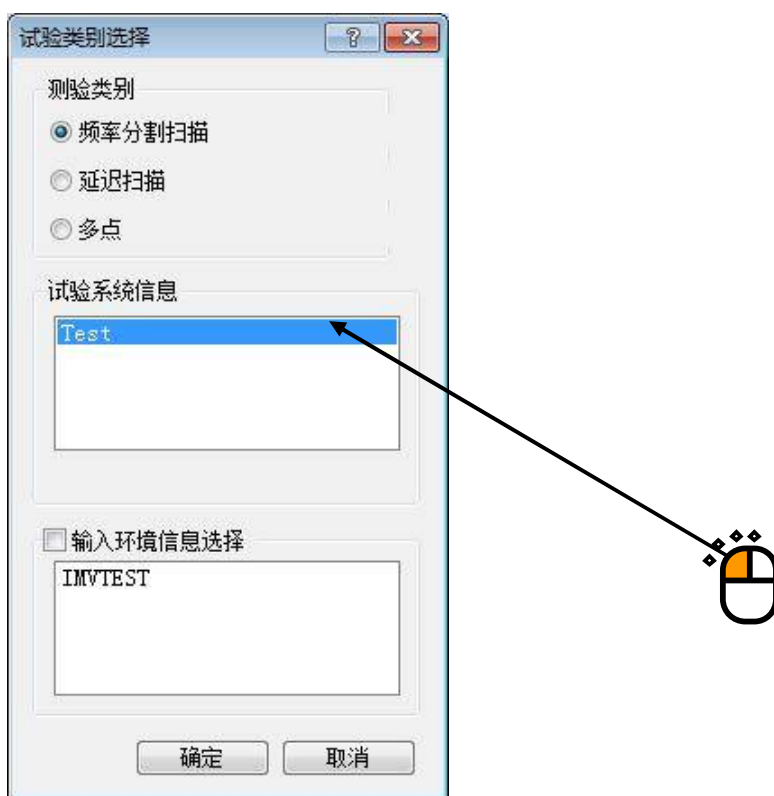 试验类别选择
测验类别
频率分割扫描
延迟扫描
多点
试验系统信息
Test
输入环境信息选择
IMVTEST
确定 取消